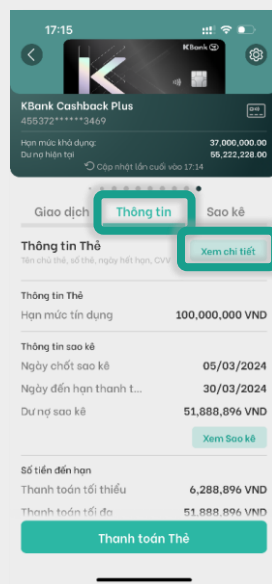 17:15
KBank
KBank Cashback Plus
455372******3469
Hạn mức khả dụng: 37,000,000.00
Dư nợ hiện tại 55,222,228.00
Cập nhật lần cuối vào 17:14
Giao dịch Thông tin Sao kê
Thông tin Thẻ Xem chi tiết
Tên chủ thẻ, số thẻ, ngày hết hạn, CVV
Thông tin Thẻ
Hạn mức tín dụng 100,000,000 VND
Thông tin sao kê
Ngày chốt sao kê 05/03/2024
Ngày đến hạn thanh t... 30/03/2024
Dư nợ sao kê 51,888,896 VND
Xem Sao kê
Số tiền đến hạn
Thanh toán tối thiểu 6,288,896 VND
Thanh toán tối đa 51,888,896 VND
Thanh toán Thẻ